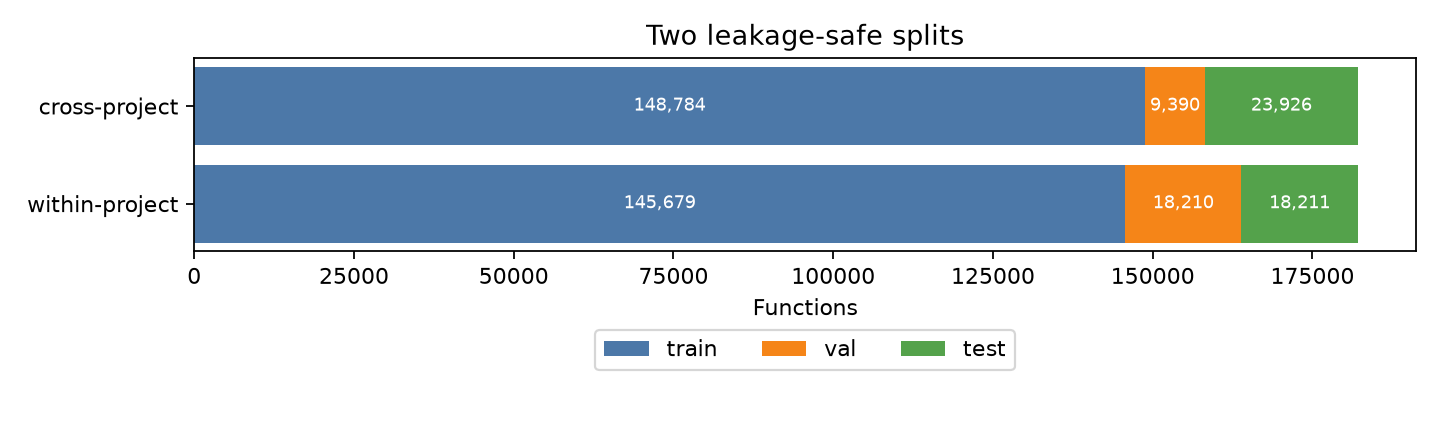 Two leakage-safe splits
cross-project
148,784
9,390
23,926
within-project
145,679
18,210
18,211
0
25000
50000
75000
100000
125000
150000
175000
Functions
train
val
test